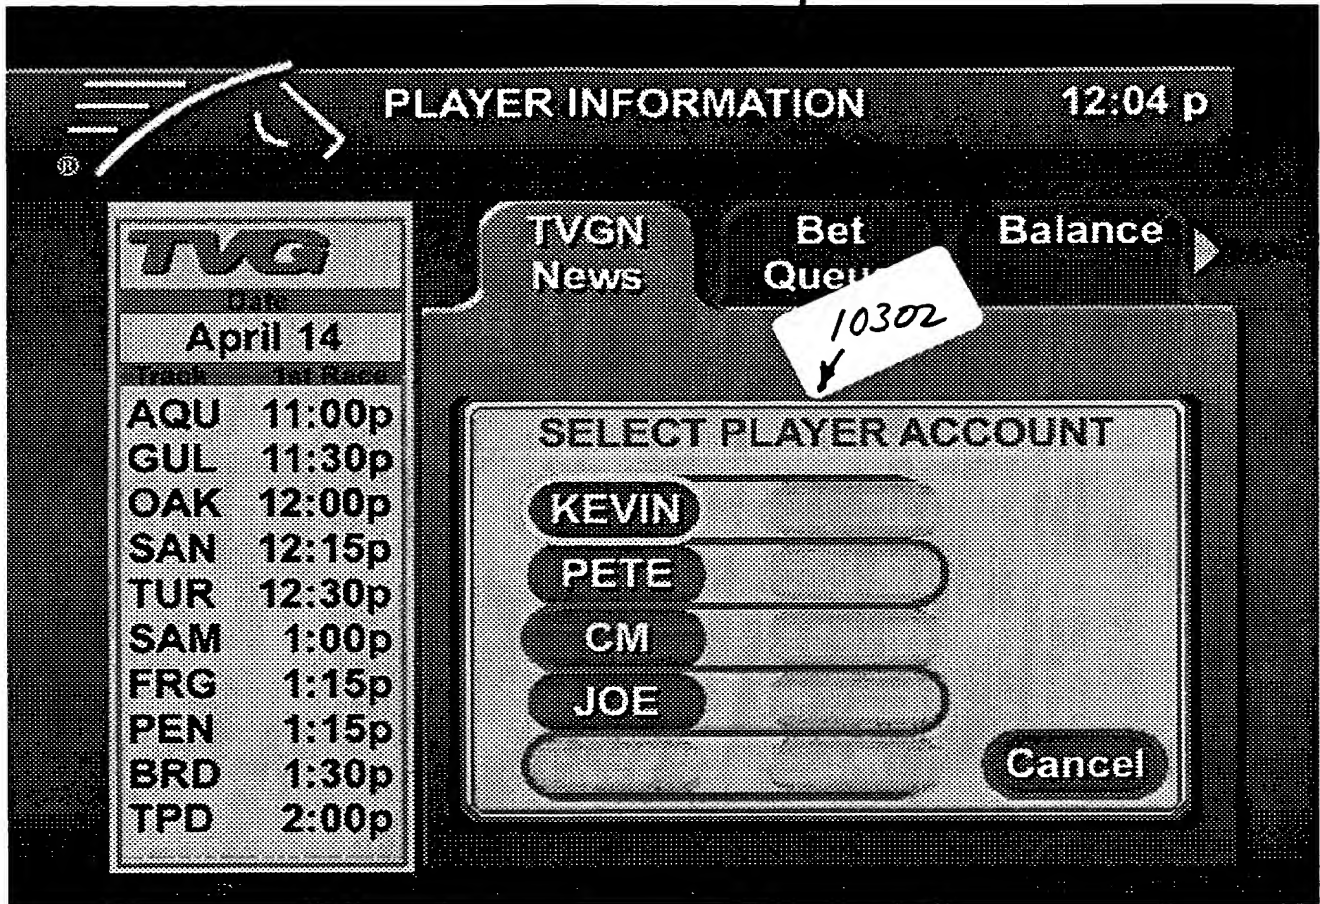 PLAYER INFORMATION 12:04 p
®
TVG
Date
April 14
Track 1st Race
AQU 11:00p
GUL 11:30p
OAK 12:00p
SAN 12:15p
TUR 12:30p
SAM 1:00p
FRG 1:15p
PEN 1:15p
BRD 1:30p
TPD 2:00p
TVGN
News
Bet
Queue
Balance
10302
SELECT PLAYER ACCOUNT
KEVIN
PETE
CM
JOE
Cancel